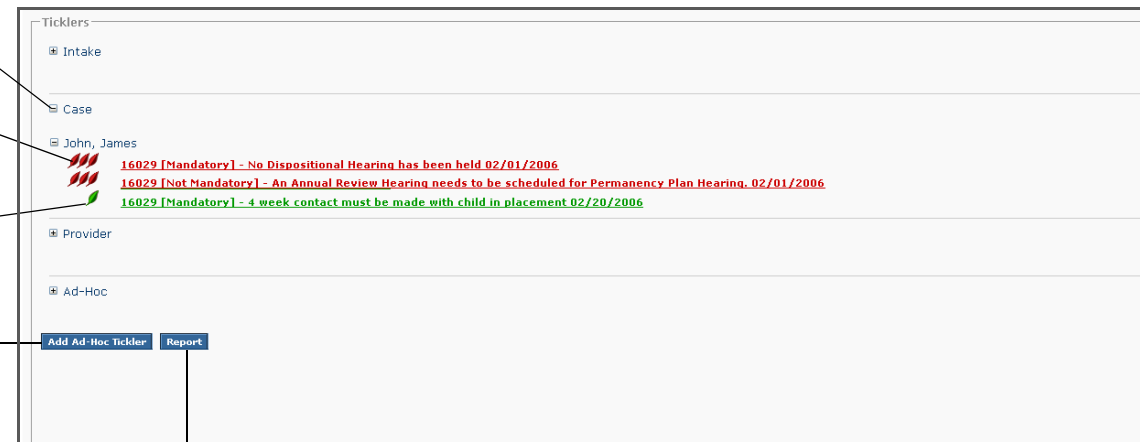 Ticklers
Intake
Case
John, James
16029 [Mandatory] - No Dispositional Hearing has been held 02/01/2006
16029 [Not Mandatory] - An Annual Review Hearing needs to be scheduled for Permanency Plan Hearing. 02/01/2006
16029 [Mandatory] - 4 week contact must be made with child in placement 02/20/2006
Provider
Ad-Hoc
Add Ad-Hoc Tickler Report